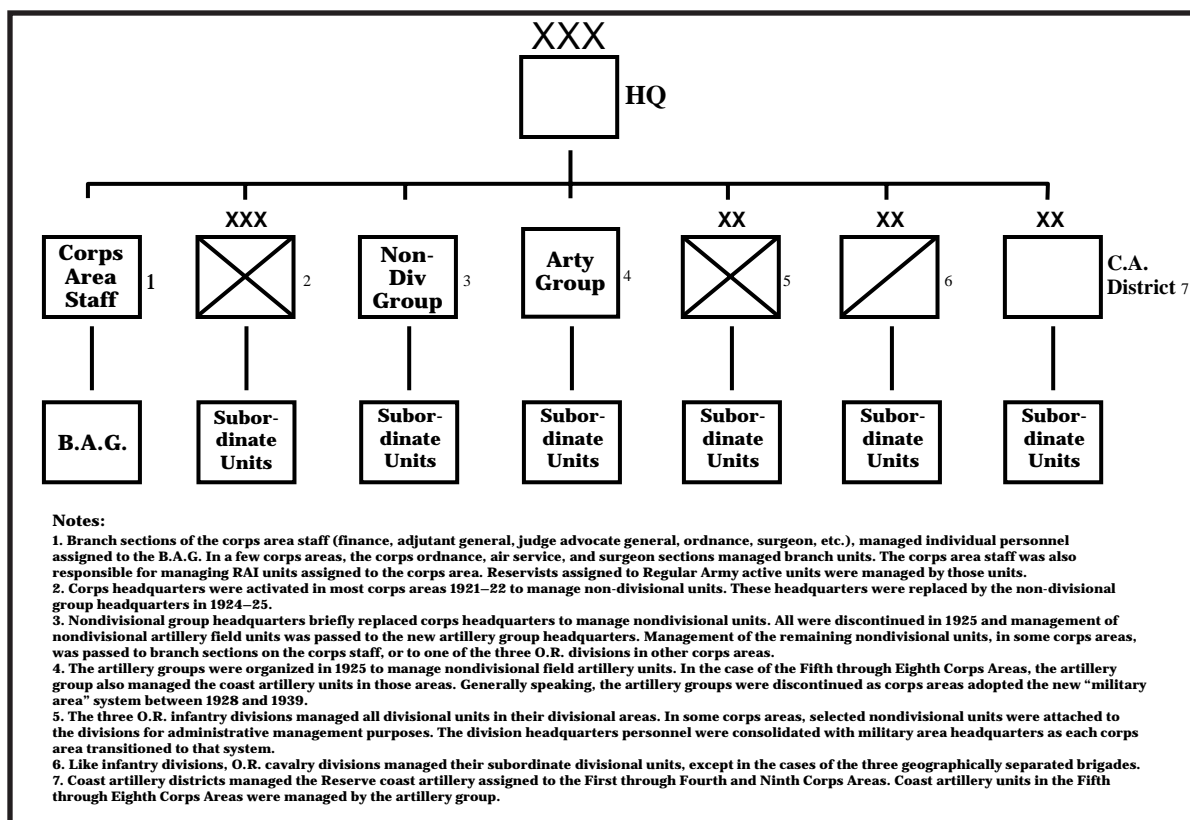 XXX
HQ
XXX
XX
XX
XX
Corps
Area
Staff
1
2
Non-
Div
Group
3
Arty
Group
4
5
6
C.A.
District 7
B.A.G.
Subor-
dinate
Units
Subor-
dinate
Units
Subor-
dinate
Units
Subor-
dinate
Units
Subor-
dinate
Units
Subor-
dinate
Units
Notes:
1. Branch sections of the corps area staff (finance, adjutant general, judge advocate general, ordnance, surgeon, etc.), managed individual personnel
assigned to the B.A.G. In a few corps areas, the corps ordnance, air service, and surgeon sections managed branch units. The corps area staff was also
responsible for managing RAI units assigned to the corps area. Reservists assigned to Regular Army active units were managed by those units.
2. Corps headquarters were activated in most corps areas 1921–22 to manage non-divisional units. These headquarters were replaced by the non-divisional
group headquarters in 1924–25.
3. Nondivisional group headquarters briefly replaced corps headquarters to manage nondivisional units. All were discontinued in 1925 and management of
nondivisional artillery field units was passed to the new artillery group headquarters. Management of the remaining nondivisional units, in some corps areas,
was passed to branch sections on the corps staff, or to one of the three O.R. divisions in other corps areas.
4. The artillery groups were organized in 1925 to manage nondivisional field artillery units. In the case of the Fifth through Eighth Corps Areas, the artillery
group also managed the coast artillery units in those areas. Generally speaking, the artillery groups were discontinued as corps areas adopted the new “military
area” system between 1928 and 1939.
5. The three O.R. infantry divisions managed all divisional units in their divisional areas. In some corps areas, selected nondivisional units were attached to
the divisions for administrative management purposes. The division headquarters personnel were consolidated with military area headquarters as each corps
area transitioned to that system.
6. Like infantry divisions, O.R. cavalry divisions managed their subordinate divisional units, except in the cases of the three geographically separated brigades.
7. Coast artillery districts managed the Reserve coast artillery assigned to the First through Fourth and Ninth Corps Areas. Coast artillery units in the Fifth
through Eighth Corps Areas were managed by the artillery group.